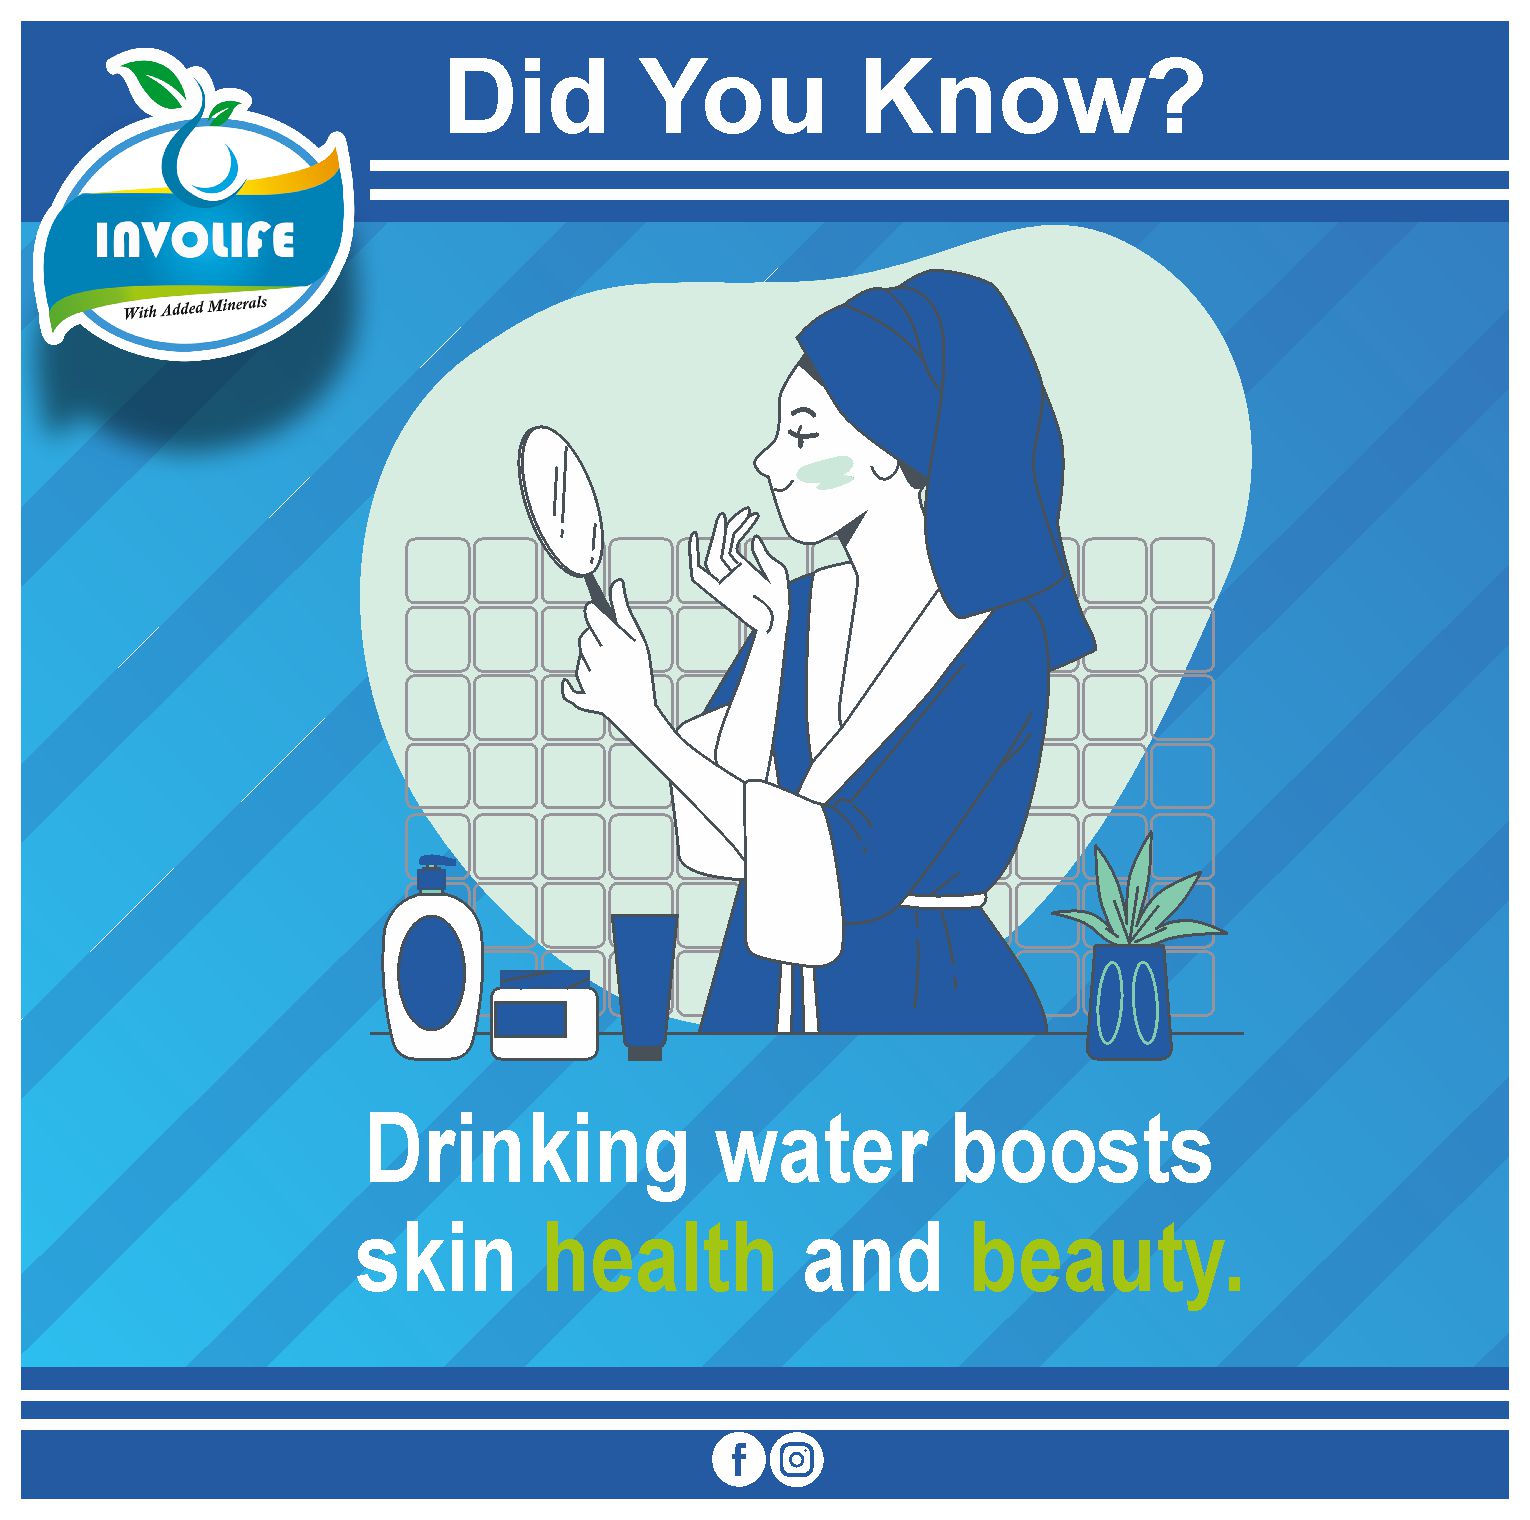 Did You Know?
INVOLIFE
With Added Minerals
Drinking water boosts
skin health and beauty.